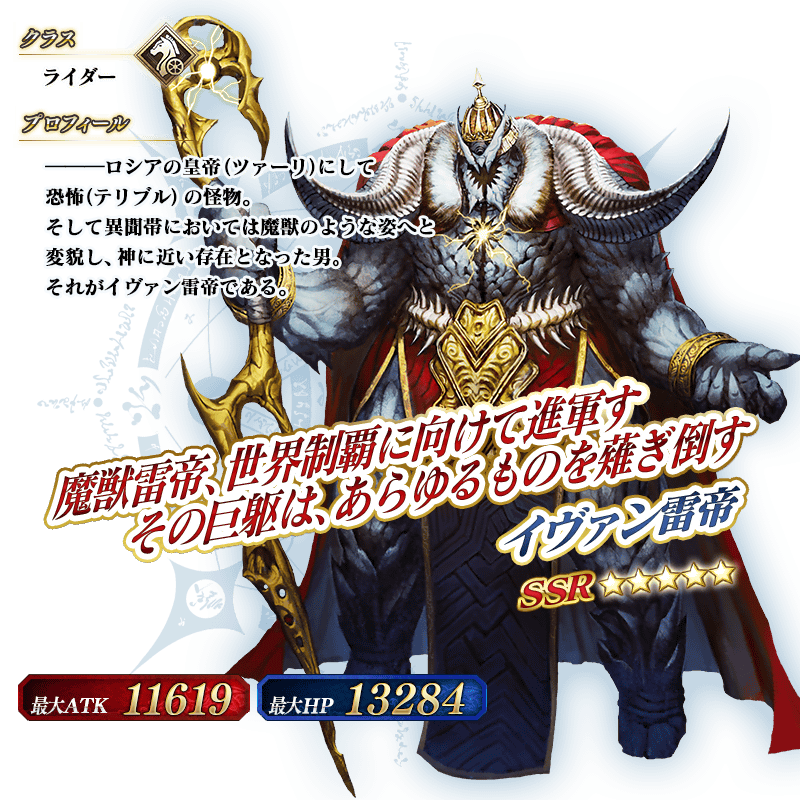 クラス
ライダー
プロフィール
―――ロシアの皇帝(ツァーリ)にして
恐怖(テリブル)の怪物。
そして異聞帯においては魔獣のような姿へと
変貌し、神に近い存在となった男。
それがイヴァン雷帝である。
魔獣雷帝、世界制覇に向けて進軍す
その巨躯は、あらゆるものを薙ぎ倒す
イヴァン雷帝
SSR ☆☆☆☆☆
最大ATK 11619
最大HP 13284